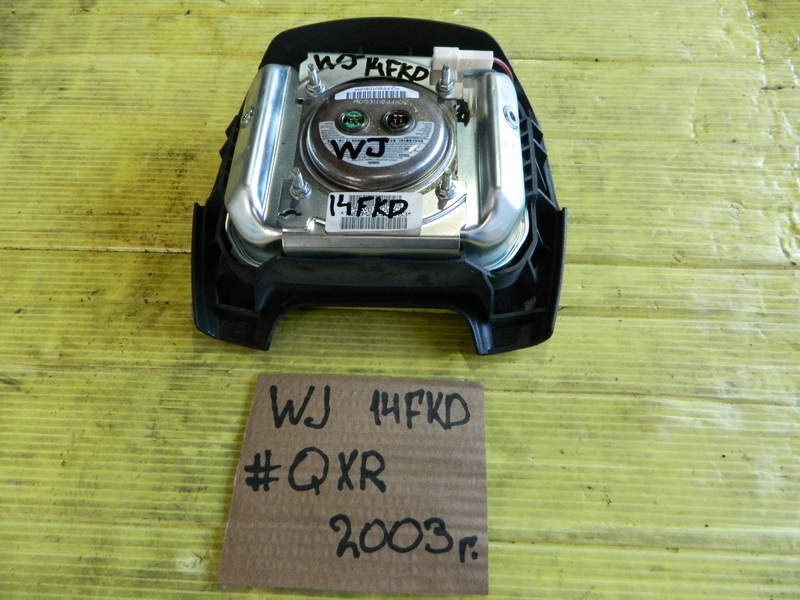 WJ 14FKD
WJ
14FKD
WJ 14FKD
#QXR
2003г.